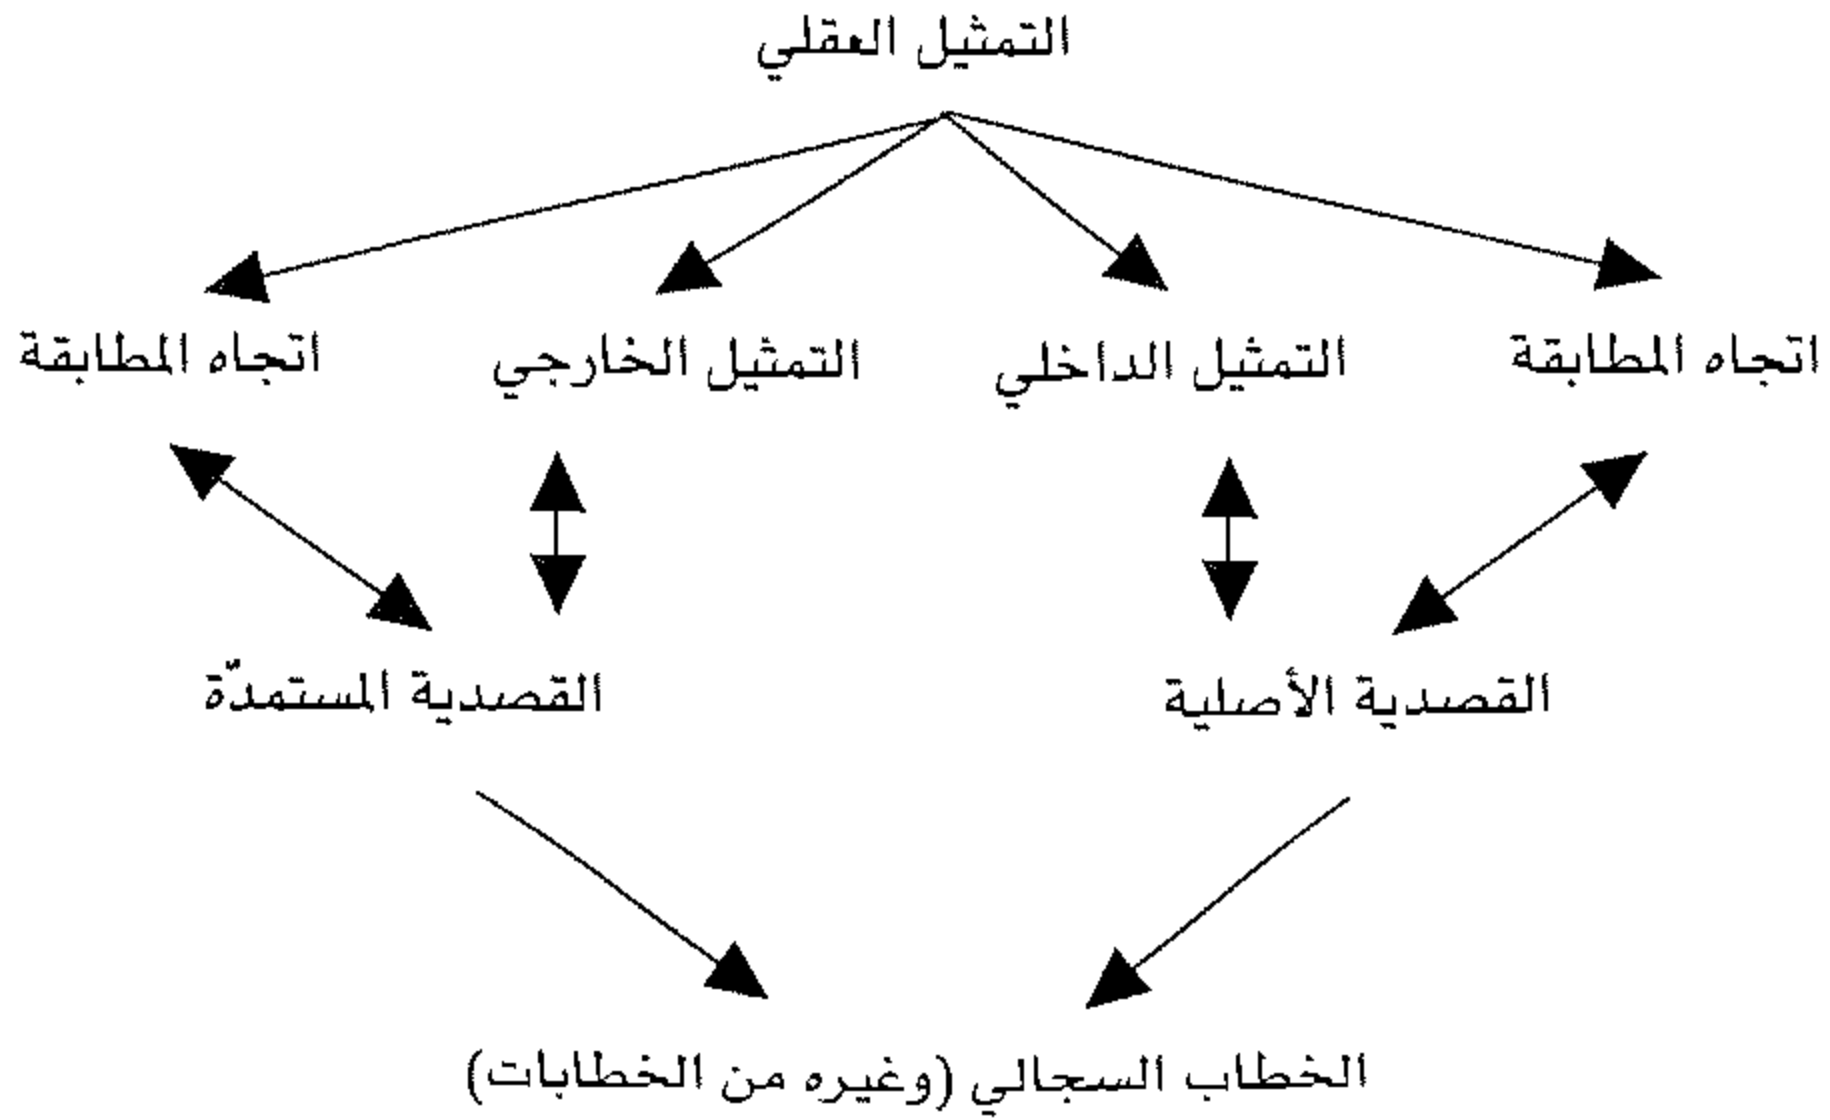 التمثيل العقلي
اتجاه المطابقة
التمثيل الداخلي
التمثيل الخارجي
اتجاه المطابقة
القصدية الأصلية
القصدية المستمدّة
الخطاب السجالي (وغيره من الخطابات)